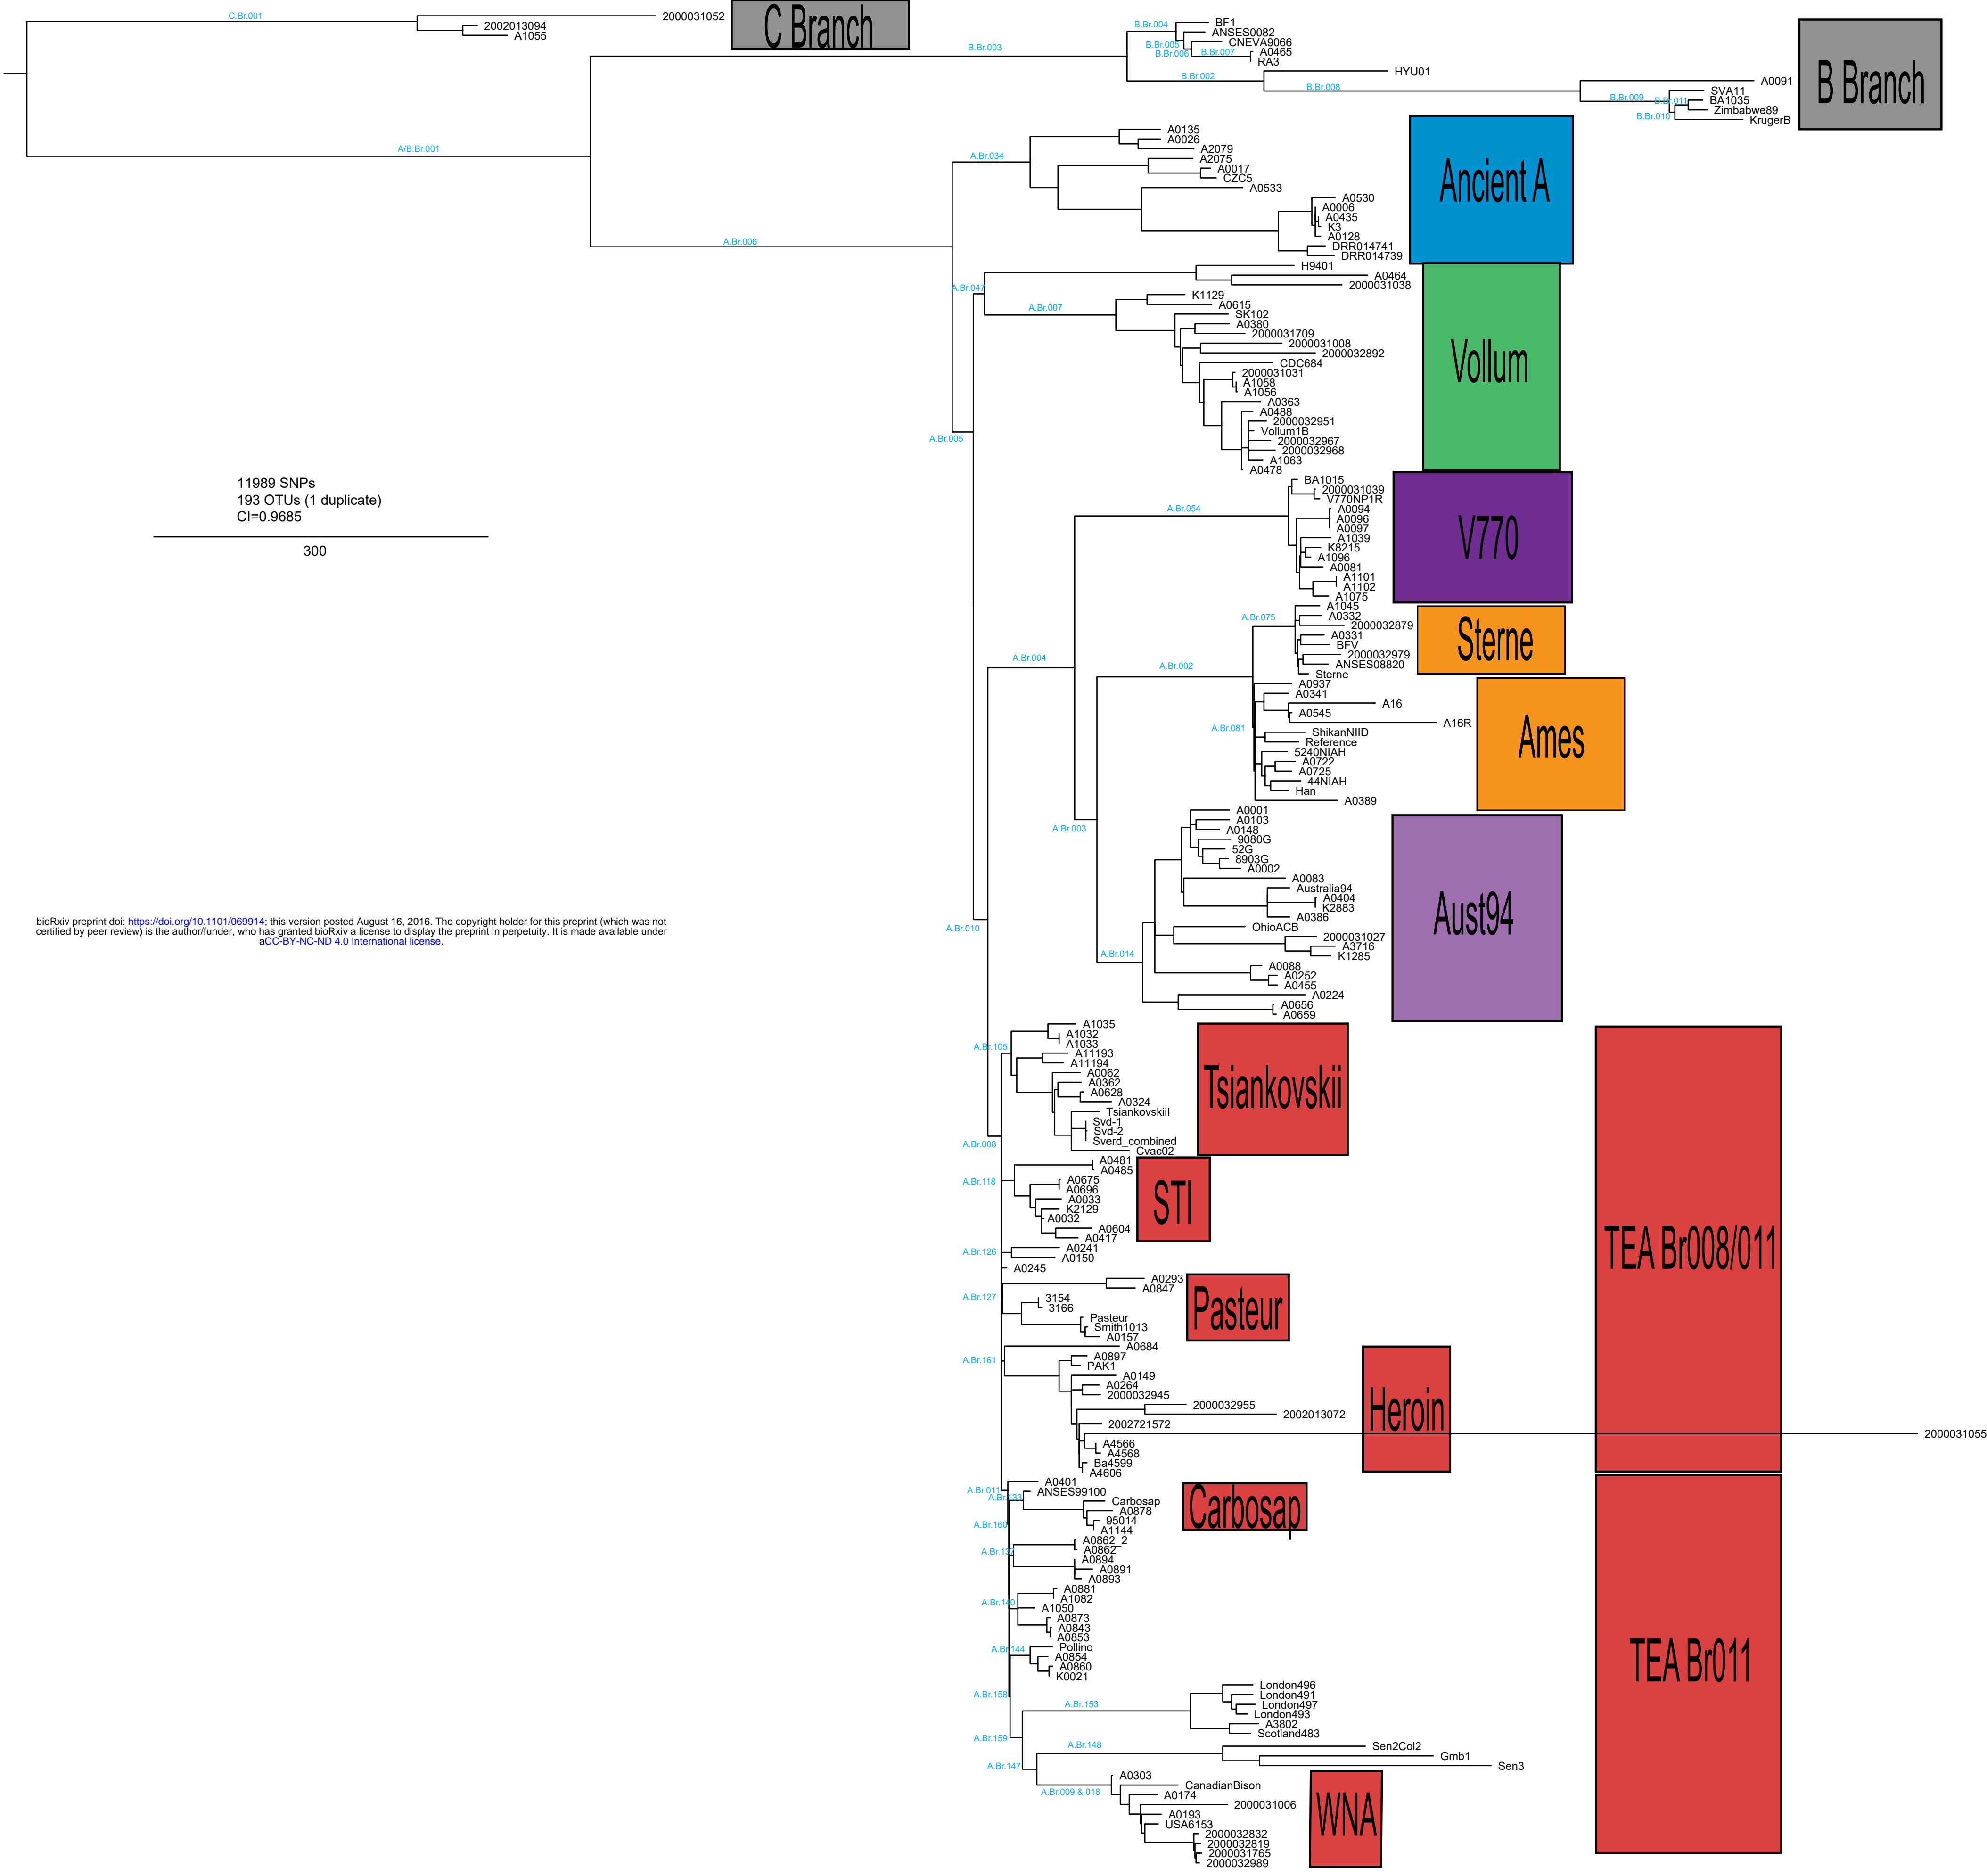 C.Br.001
2000031052
2002013094
A1055
C Branch
B.Br.003
B.Br.004
BF1
ANSES0082
B.Br.005
CNEVA9066
B.Br.006
B.Br.007
A0465
RA3
B.Br.002
HYU01
B.Br.008
A0091
B.Br.009
SVA11
B.Br.011
BA1035
Zimbabwe89
B.Br.010
KrugerB
B Branch
A/B.Br.001
A.Br.006
A.Br.034
A0135
A0026
A2079
A2075
A0017
CZC5
A0533
A0530
A0006
A0435
K3
A0128
DRR014741
DRR014739
Ancient A
A.Br.005
A.Br.047
H9401
A0464
2000031038
A.Br.007
K1129
A0615
SK102
A0380
2000031709
2000031008
2000032892
CDC684
2000031031
A1058
A1056
A0363
A0488
2000032951
Vollum1B
2000032967
2000032968
A1063
A0478
Vollum
11989 SNPs
193 OTUs (1 duplicate)
CI=0.9685
300
A.Br.054
BA1015
2000031039
V770NP1R
A0094
A0096
A0097
A1039
K8215
A1096
A0081
A1101
A1102
A1075
V770
A.Br.004
A.Br.002
A.Br.075
A1045
A0332
2000032879
A0331
BFV
2000032979
ANSES08820
Sterne
Sterne
A.Br.081
A0937
A0341
A16
A0545
A16R
ShikanNIID
Reference
5240NIAH
A0722
A0725
44NIAH
Han
A0389
Ames
A.Br.003
A.Br.014
A0001
A0103
A0148
9080G
52G
8903G
A0002
A0083
Australia94
A0404
K2883
A0386
OhioACB
2000031027
A3716
K1285
A0088
A0252
A0455
A0224
A0656
A0659
Aust94
bioRxiv preprint doi: https://doi.org/10.1101/069914; this version posted August 16, 2016. The copyright holder for this preprint (which was not
certified by peer review) is the author/funder, who has granted bioRxiv a license to display the preprint in perpetuity. It is made available under
aCC-BY-NC-ND 4.0 International license.
A.Br.010
A.Br.105
A1035
A1032
A1033
A11193
A11194
A0062
A0362
A0628
A0324
TsiankovskiiI
Svd-1
Svd-2
Sverd_combined
Cvac02
Tsiankovskii
A.Br.008
A.Br.118
A0481
A0485
A0675
A0696
A0033
K2129
A0032
A0604
A0417
STI
A.Br.126
A0241
A0150
A0245
TEA Br008/011
A.Br.127
A0293
A0847
3154
3166
Pasteur
Smith1013
A0157
Pasteur
A.Br.161
A0684
A0897
PAK1
A0149
A0264
2000032945
2000032955
2002013072
2002721572
2000031055
A4566
A4568
Ba4599
A4606
Heroin
A.Br.011
A0401
A.Br.133
ANSES99100
Carbosap
A0878
95014
A1144
Carbosap
A.Br.160
A0862_2
A0862
A0894
A0891
A0893
A.Br.140
A0881
A1082
A1050
A0873
A0843
A0853
A.Br.144
Pollino
A0854
A0860
K0021
TEA Br011
A.Br.158
A.Br.153
London496
London491
London497
London493
A3802
Scotland483
A.Br.159
A.Br.148
Sen2Col2
Gmb1
Sen3
A.Br.147
A.Br.009 & 018
A0303
CanadianBison
A0174
2000031006
A0193
USA6153
2000032832
2000032819
2000031765
2000032989
WNA